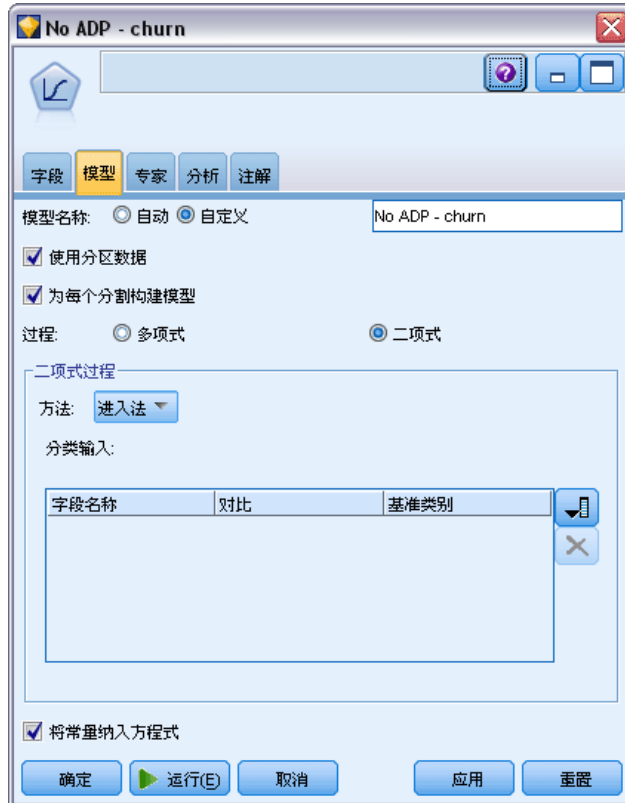 No ADP - churn
字段 模型 专家 分析 注解
模型名称: 自动 自定义 No ADP - churn
使用分区数据
为每个分割构建模型
过程: 多项式 二项式
二项式过程
方法: 进入法
分类输入:
字段名称 对比 基准类别
将常量纳入方程式
确定 运行(E) 取消 应用 重置